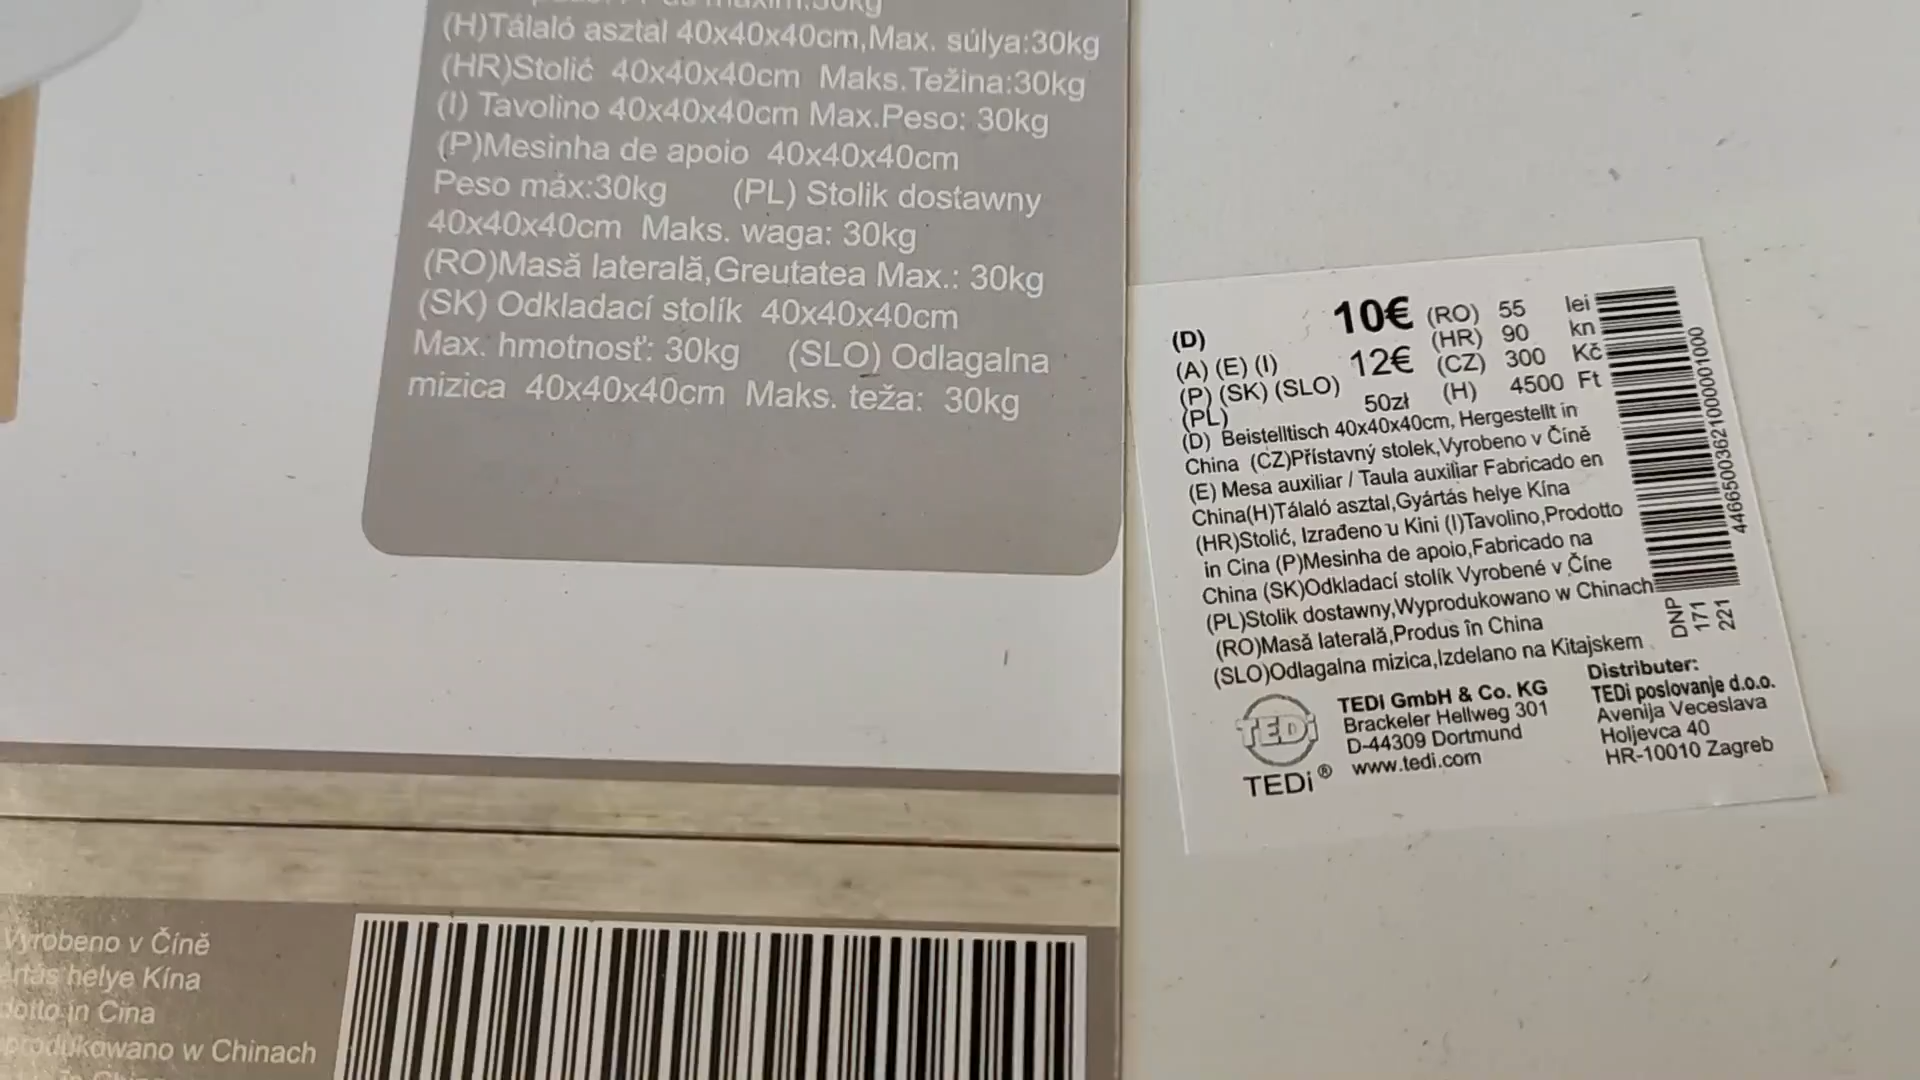 maxim.:30kg
(H)Tálaló asztal 40x40x40cm,Max. súlya:30kg
(HR)Stolić 40x40x40cm Maks.Težina:30kg
(I) Tavolino 40x40x40cm Max.Peso: 30kg
(P)Mesinha de apoio 40x40x40cm
Peso máx:30kg (PL) Stolik dostawny
40x40x40cm Maks. waga: 30kg
(RO)Masă laterală,Greutatea Max.: 30kg
(SK) Odkladací stolík 40x40x40cm
Max. hmotnosť: 30kg (SLO) Odlagalna
mizica 40x40x40cm Maks. teža: 30kg
(D) 10€ (RO) 55 lei
(A) (E) (I) 12€ (HR) 90 kn
(P) (SK) (SLO) (CZ) 300 Kč
(PL) 50zł (H) 4500 Ft
(D) Beistelltisch 40x40x40cm, Hergestellt in
China (CZ)Přístavný stolek,Vyrobeno v Číně
(E) Mesa auxiliar / Taula auxiliar Fabricado en
China(H)Tálaló asztal,Gyártás helye Kína
(HR)Stolić, Izrađeno u Kini (I)Tavolino,Prodotto
in Cina (P)Mesinha de apoio,Fabricado na
China (SK)Odkladací stolík Vyrobené v Číne
(PL)Stolik dostawny,Wyprodukowano w Chinach
(RO)Masă laterală,Produs în China
(SLO)Odlagalna mizica,Izdelano na Kitajskem
44665003621000001000
DNP
171
221
TEDi
TEDi®
TEDi GmbH & Co. KG
Brackeler Hellweg 301
D-44309 Dortmund
www.tedi.com
Distributer:
TEDi poslovanje d.o.o.
Avenija Veceslava
Holjevca 40
HR-10010 Zagreb
Vyrobeno v Číně
ártás helye Kína
dotto in Cina
produkowano w Chinach